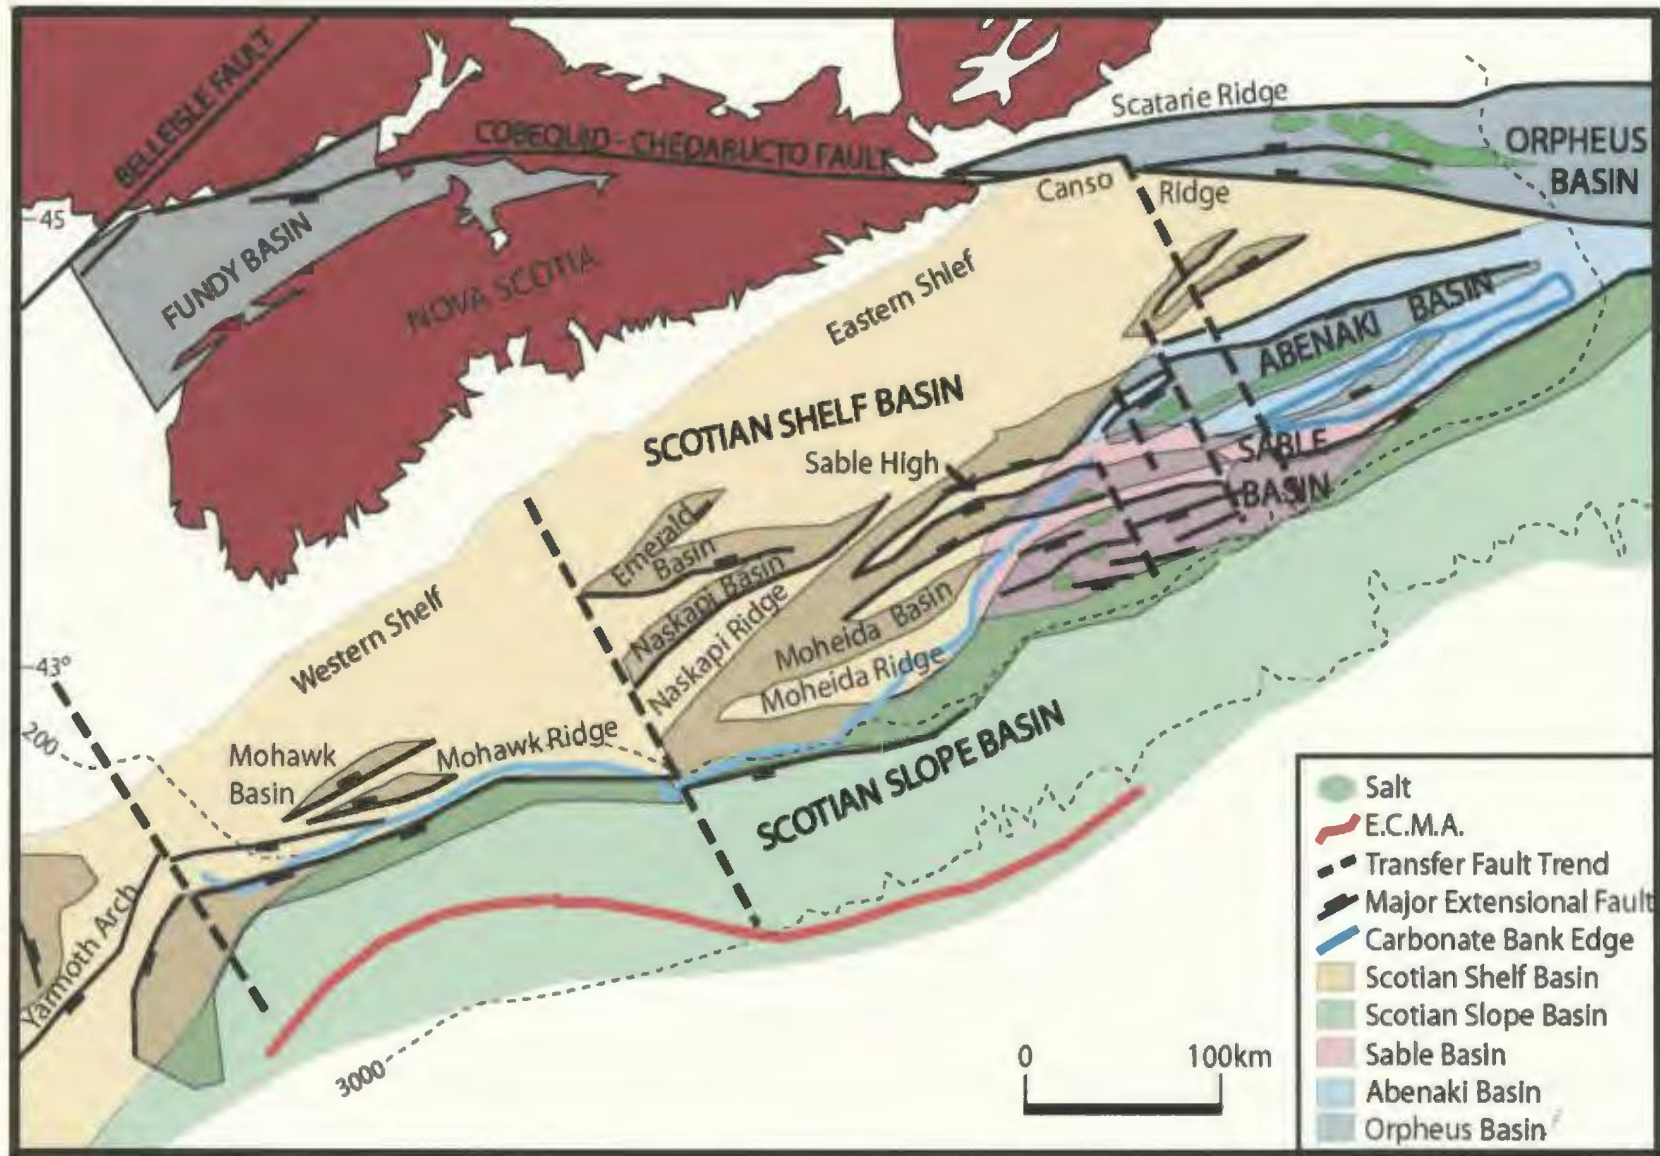 BELLEISLE FAULT
COBEQUID - CHEDABUCTO FAULT
Scatarie Ridge
ORPHEUS
BASIN
Canso
Ridge
45
FUNDY BASIN
NOVA SCOTIA
Eastern Shlef
ABENAKI BASIN
SCOTIAN SHELF BASIN
Sable High
SABLE
BASIN
Emerald
Basin
Naskapi Basin
Naskapi Ridge
Moheida Basin
Moheida Ridge
Western Shelf
43°
200
Mohawk
Basin
Mohawk Ridge
SCOTIAN SLOPE BASIN
Yarmoth Arch
3000
0 100km
Salt
E.C.M.A.
Transfer Fault Trend
Major Extensional Fault
Carbonate Bank Edge
Scotian Shelf Basin
Scotian Slope Basin
Sable Basin
Abenaki Basin
Orpheus Basin